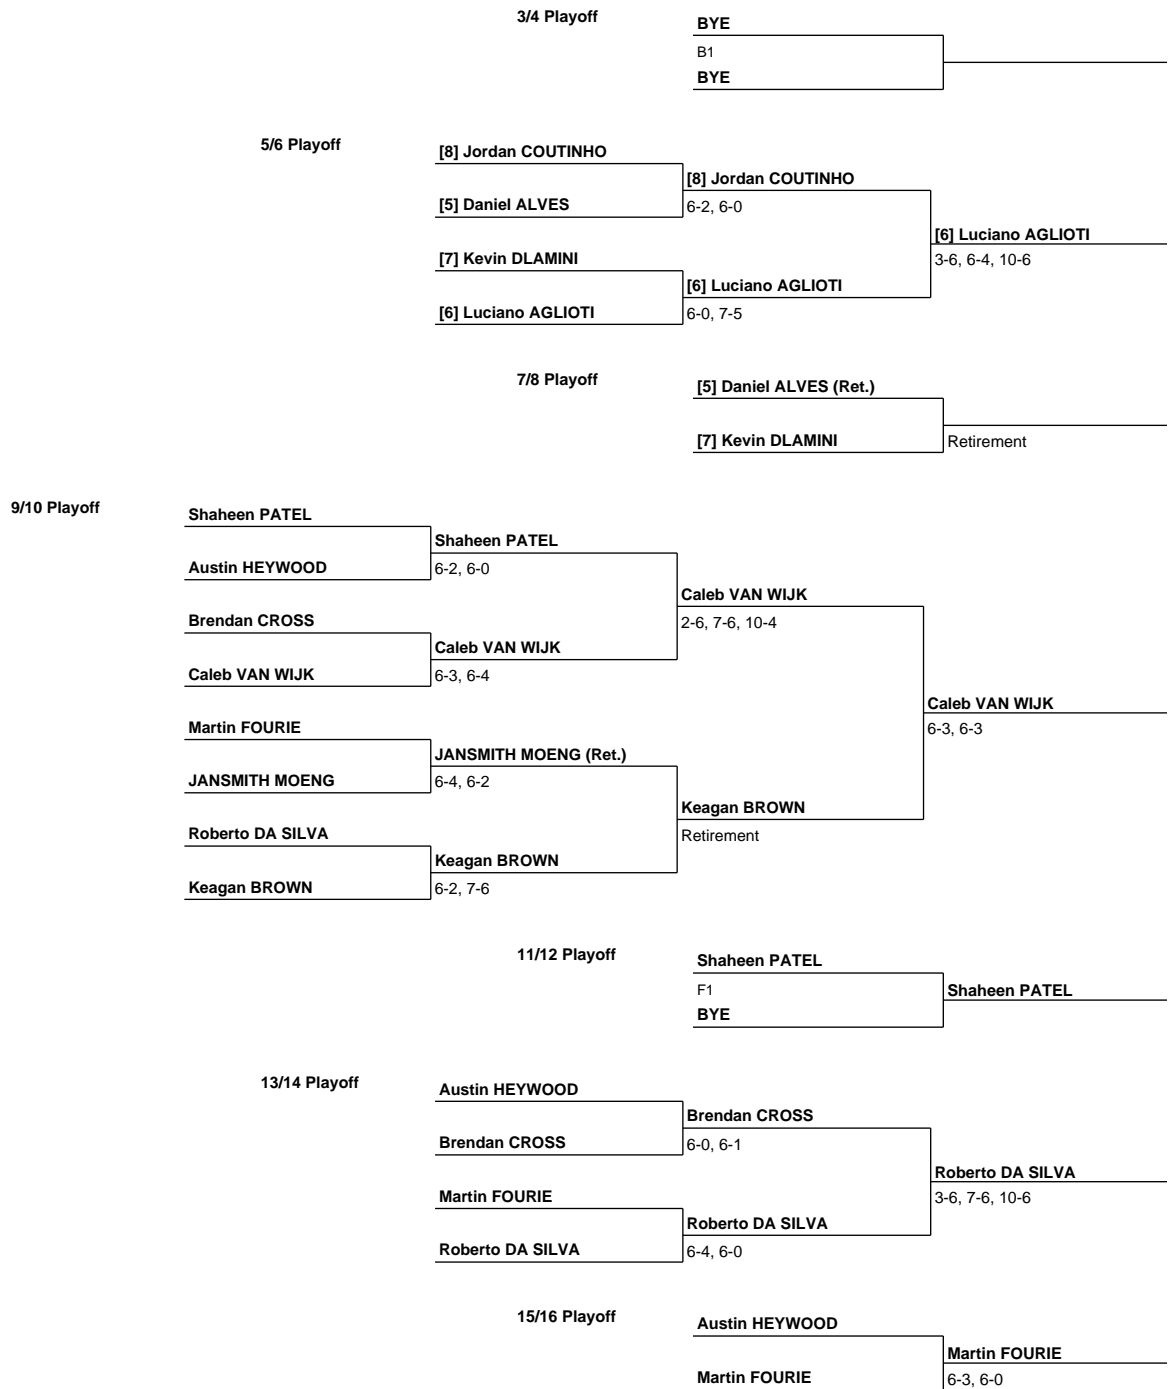 3/4 Playoff
BYE
B1
BYE
5/6 Playoff
[8] Jordan COUTINHO
[8] Jordan COUTINHO
[5] Daniel ALVES
6-2, 6-0
[6] Luciano AGLIOTI
[7] Kevin DLAMINI
3-6, 6-4, 10-6
[6] Luciano AGLIOTI
[6] Luciano AGLIOTI
6-0, 7-5
7/8 Playoff
[5] Daniel ALVES (Ret.)
[7] Kevin DLAMINI
Retirement
9/10 Playoff
Shaheen PATEL
Shaheen PATEL
Austin HEYWOOD
6-2, 6-0
Caleb VAN WIJK
Brendan CROSS
2-6, 7-6, 10-4
Caleb VAN WIJK
Caleb VAN WIJK
6-3, 6-4
Caleb VAN WIJK
Martin FOURIE
6-3, 6-3
JANSMITH MOENG (Ret.)
JANSMITH MOENG
6-4, 6-2
Keagan BROWN
Roberto DA SILVA
Retirement
Keagan BROWN
Keagan BROWN
6-2, 7-6
11/12 Playoff
Shaheen PATEL
F1
Shaheen PATEL
BYE
13/14 Playoff
Austin HEYWOOD
Brendan CROSS
Brendan CROSS
6-0, 6-1
Roberto DA SILVA
Martin FOURIE
3-6, 7-6, 10-6
Roberto DA SILVA
Roberto DA SILVA
6-4, 6-0
15/16 Playoff
Austin HEYWOOD
Martin FOURIE
Martin FOURIE
6-3, 6-0